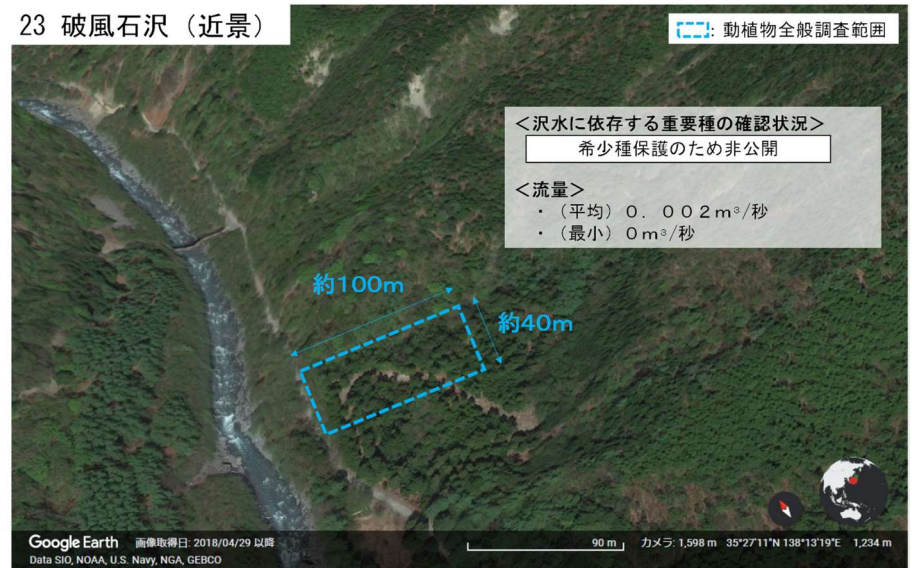 23 破風石沢（近景）
: 動植物全般調査範囲
＜沢水に依存する重要種の確認状況＞
希少種保護のため非公開
＜流量＞
・（平均）０．００２ｍ³/秒
・（最小）０ｍ³/秒
約100m
約40m
Google Earth 画像取得日: 2018/04/29 以降
90 m カメラ: 1,598 m 35°27'11"N 138°13'19"E 1,234 m
Data SIO, NOAA, U.S. Navy, NGA, GEBCO